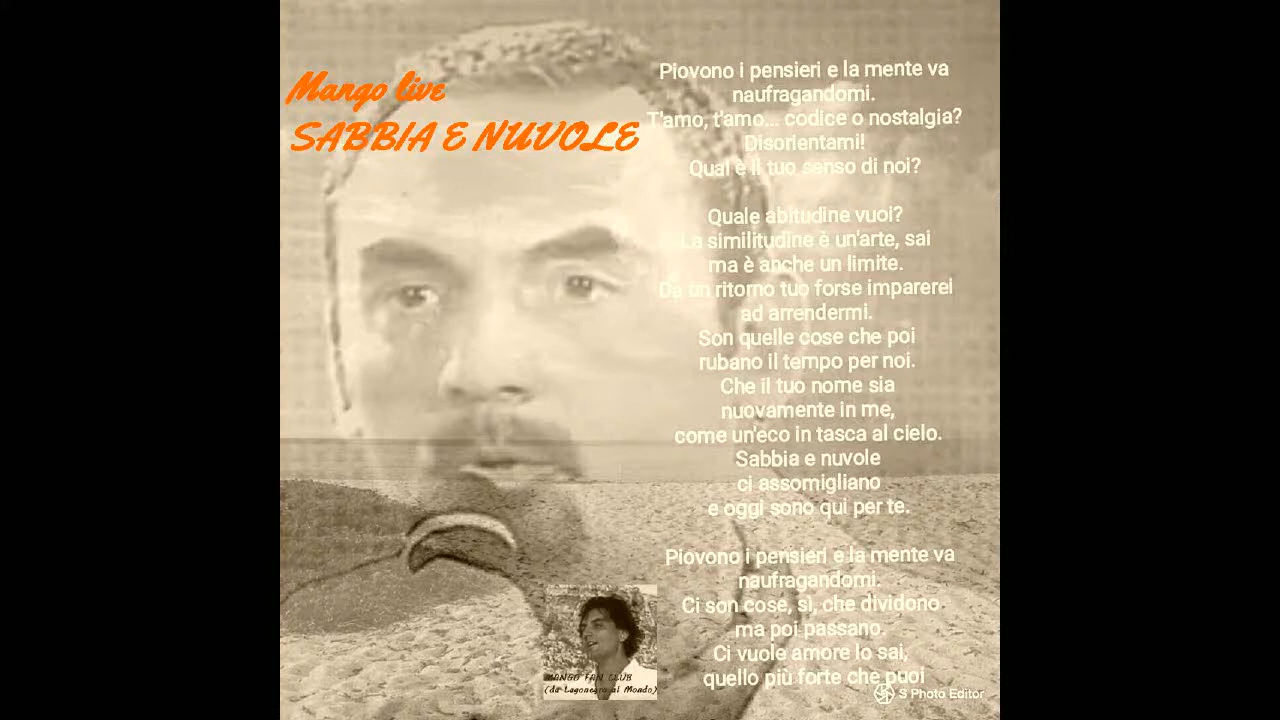 Mango live
SABBIA E NUVOLE
Piovono i pensieri e la mente va
naufragandomi.
T'amo, t'amo... codice o nostalgia?
Disorientami!
Qual è il tuo senso di noi?
Quale abitudine vuoi?
La similitudine è un'arte, sai
ma è anche un limite.
Da un ritorno tuo forse imparerei
ad arrendermi.
Son quelle cose che poi
rubano il tempo per noi.
Che il tuo nome sia
nuovamente in me,
come un'eco in tasca al cielo.
Sabbia e nuvole
ci assomigliano
e oggi sono qui per te.
Piovono i pensieri e la mente va
naufragandomi.
Ci son cose, sì, che dividono
ma poi passano.
Ci vuole amore lo sai,
quello più forte che puoi
MANGO FAN CLUB
(da Lagonegro al Mondo)
S Photo Editor